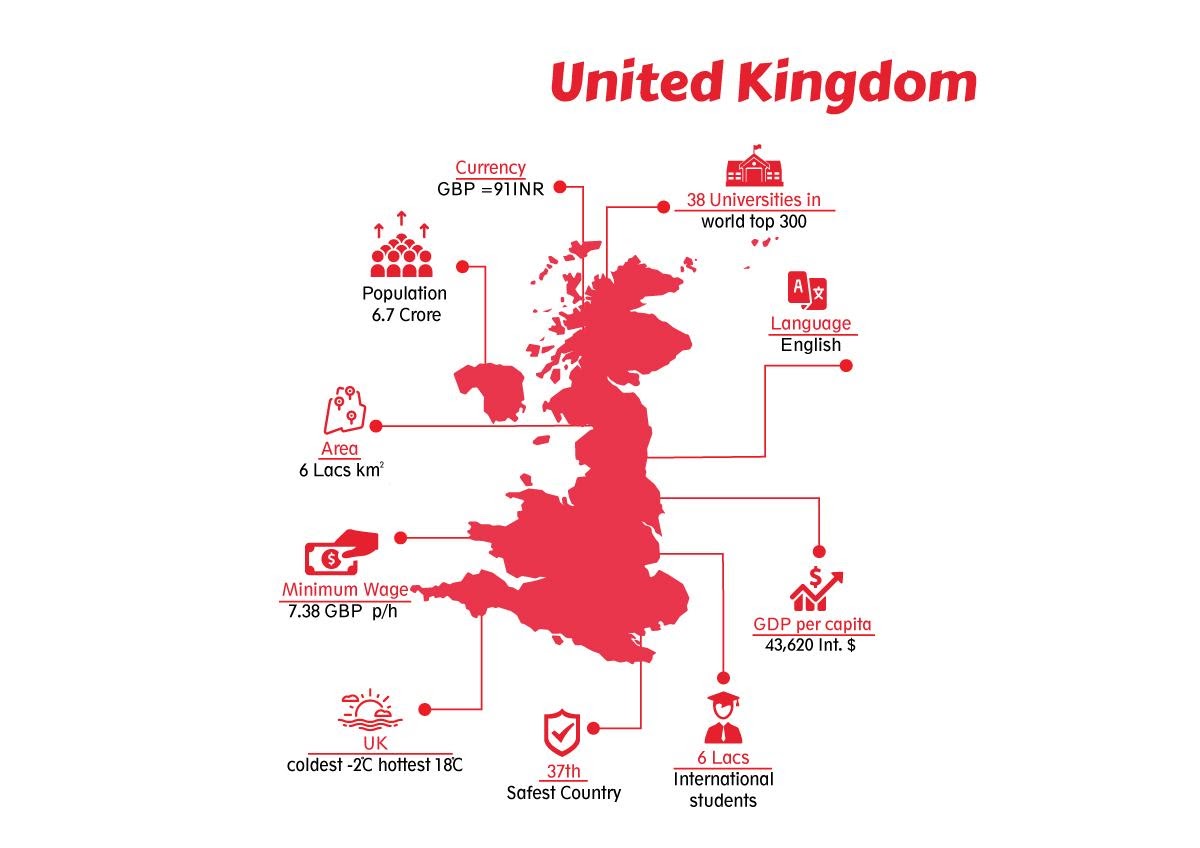 United Kingdom
Currency
GBP =91INR
38 Universities in
world top 300
Population
6.7 Crore
A 文
Language
English
Area
6 Lacs km²
$
Minimum Wage
7.38 GBP p/h
$
GDP per capita
43,620 Int. $
UK
coldest -2℃ hottest 18℃
37th
Safest Country
6 Lacs
International
students